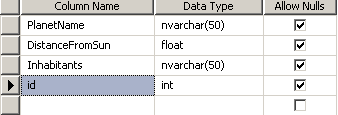 Column Name Data Type Allow Nulls
PlanetName nvarchar(50)
DistanceFromSun float
Inhabitants nvarchar(50)
id int